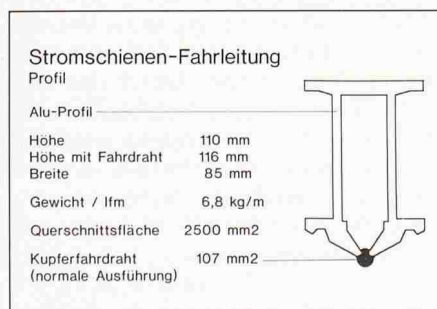 Stromschienen-Fahrleitung
Profil
Alu-Profil
Höhe 110 mm
Höhe mit Fahrdraht 116 mm
Breite 85 mm
Gewicht / lfm 6,8 kg/m
Querschnittsfläche 2500 mm2
Kupferfahrdraht 107 mm2
(normale Ausführung)